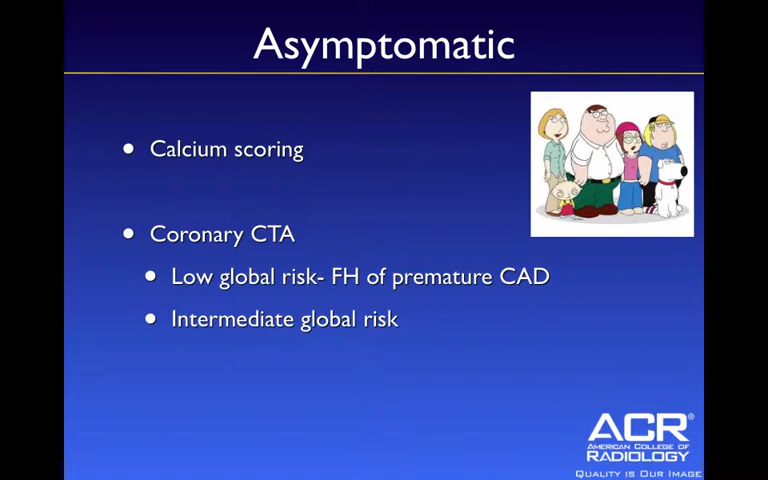 Asymptomatic
• Calcium scoring
• Coronary CTA
• Low global risk- FH of premature CAD
• Intermediate global risk
ACR®
AMERICAN COLLEGE OF
RADIOLOGY
QUALITY IS OUR IMAGE